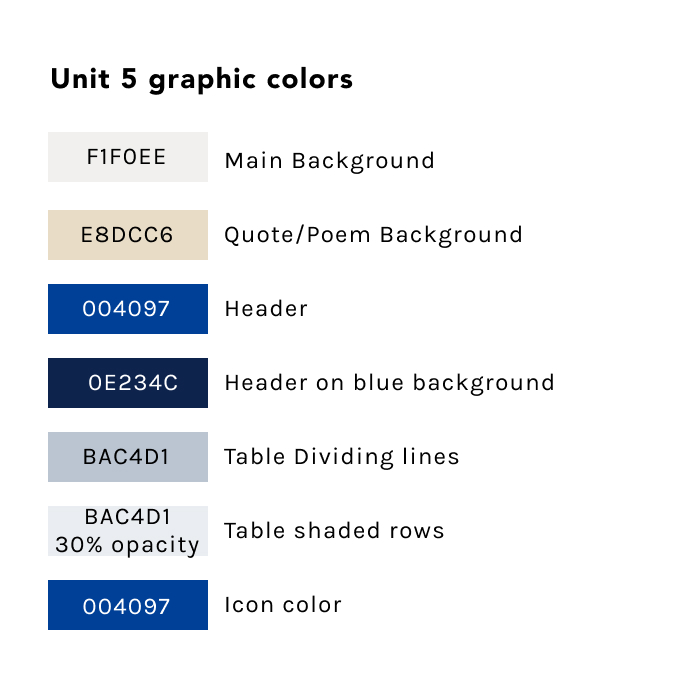 Unit 5 graphic colors
F1F0EE Main Background
E8DCC6 Quote/Poem Background
004097 Header
0E234C Header on blue background
BAC4D1 Table Dividing lines
BAC4D1
30% opacity Table shaded rows
004097 Icon color